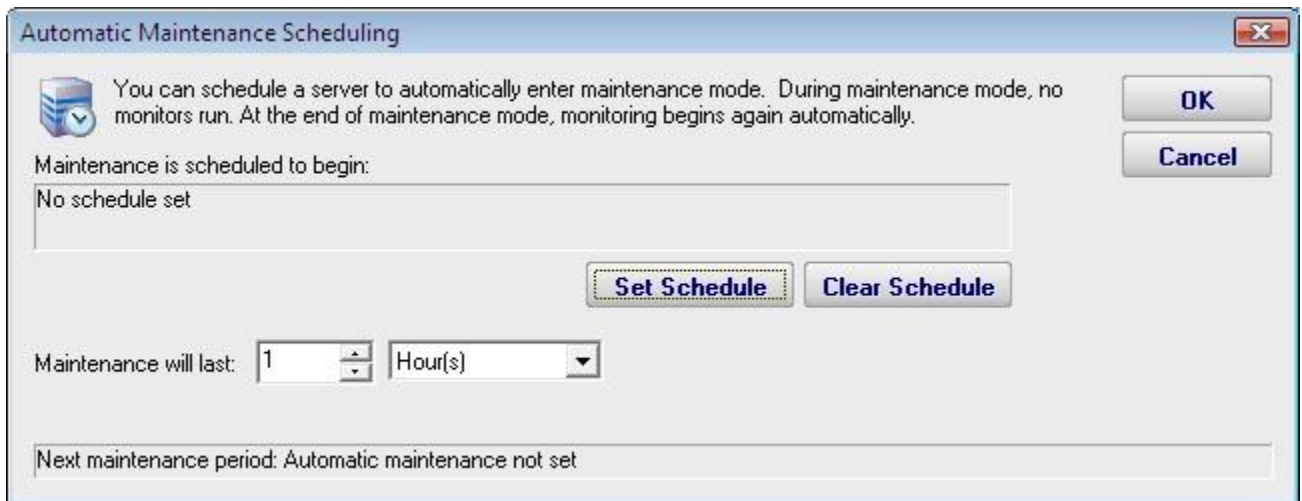 Automatic Maintenance Scheduling
You can schedule a server to automatically enter maintenance mode.  During maintenance mode, no
monitors run. At the end of maintenance mode, monitoring begins again automatically.
OK
Cancel
Maintenance is scheduled to begin:
No schedule set
Set Schedule
Clear Schedule
Maintenance will last: 1 Hour(s)
Next maintenance period: Automatic maintenance not set